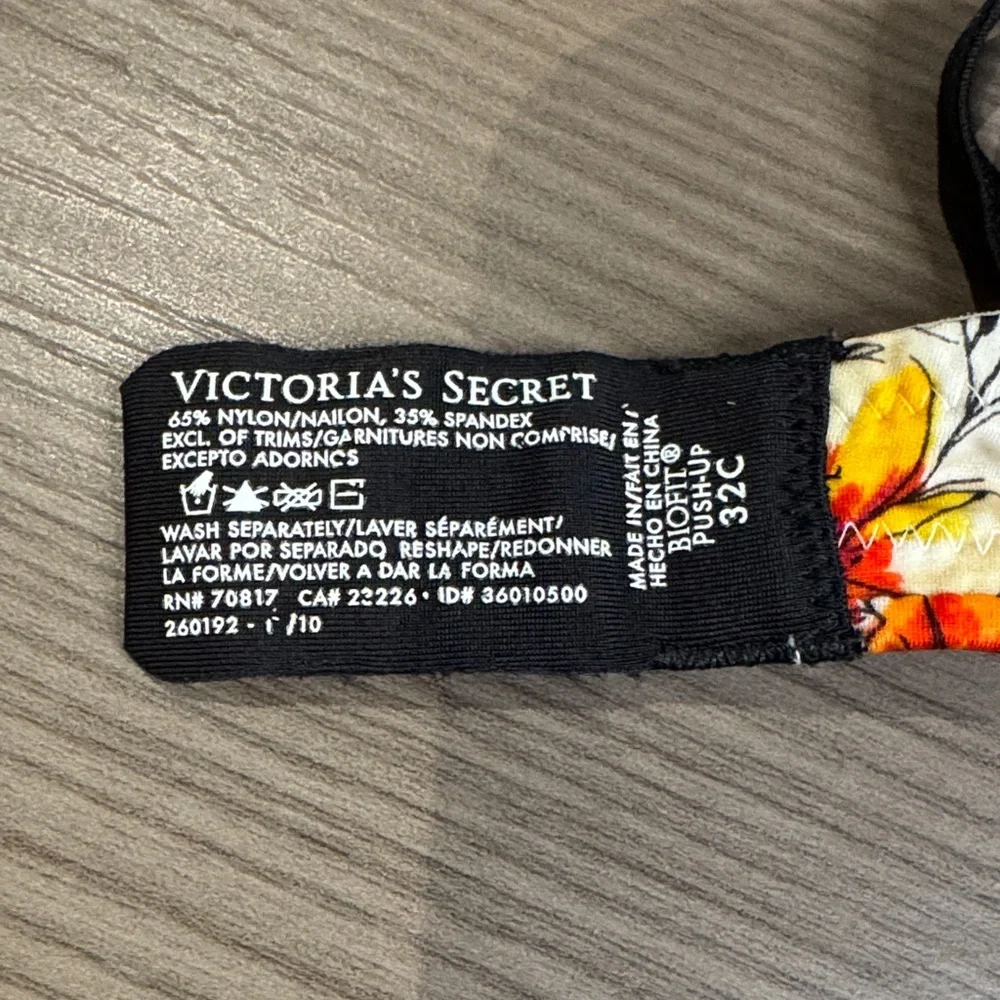 VICTORIA'S SECRET
65% NYLON/NAILON, 35% SPANDEX
EXCL. OF TRIMS/GARNITURES NON COMPRISES
EXCEPTO ADORNOS
WASH SEPARATELY/LAVER SÉPARÉMENT/
LAVAR POR SEPARADO RESHAPE/REDONNER
LA FORME/VOLVER A DAR LA FORMA
RN# 70817 CA# 23226 • ID# 36010500
260192 - /10
MADE IN/FAIT EN/
HECHO EN CHINA
BIOFIT®
PUSH-UP
32C